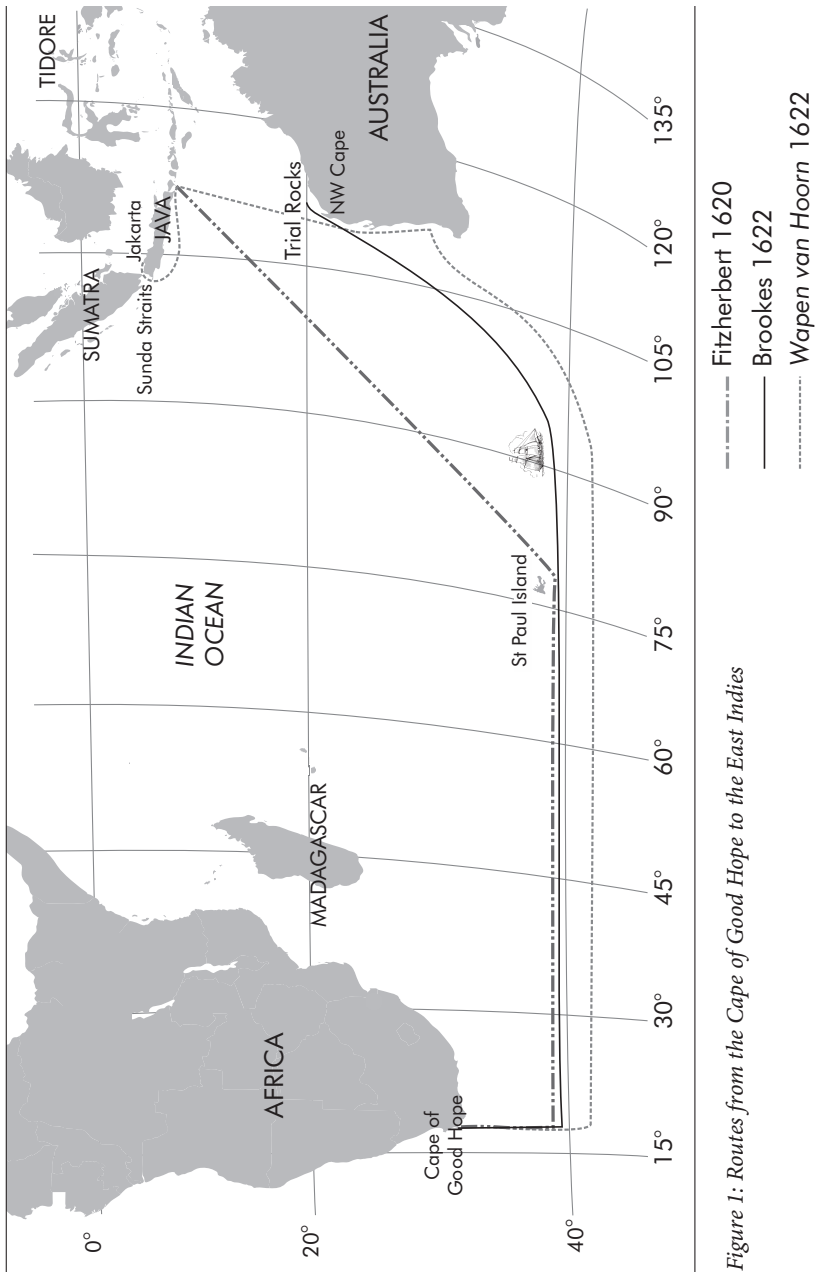 TIDORE
SUMATRA
Jakarta
JAVA
Sunda Straits
Trial Rocks
NW Cape
AUSTRALIA
INDIAN
OCEAN
St Paul Island
MADAGASCAR
AFRICA
Cape of
Good Hope
0°
20°
40°
15°
30°
45°
60°
75°
90°
105°
120°
135°
Fitzherbert 1620
Brookes 1622
Wapen van Hoorn 1622
Figure 1: Routes from the Cape of Good Hope to the East Indies